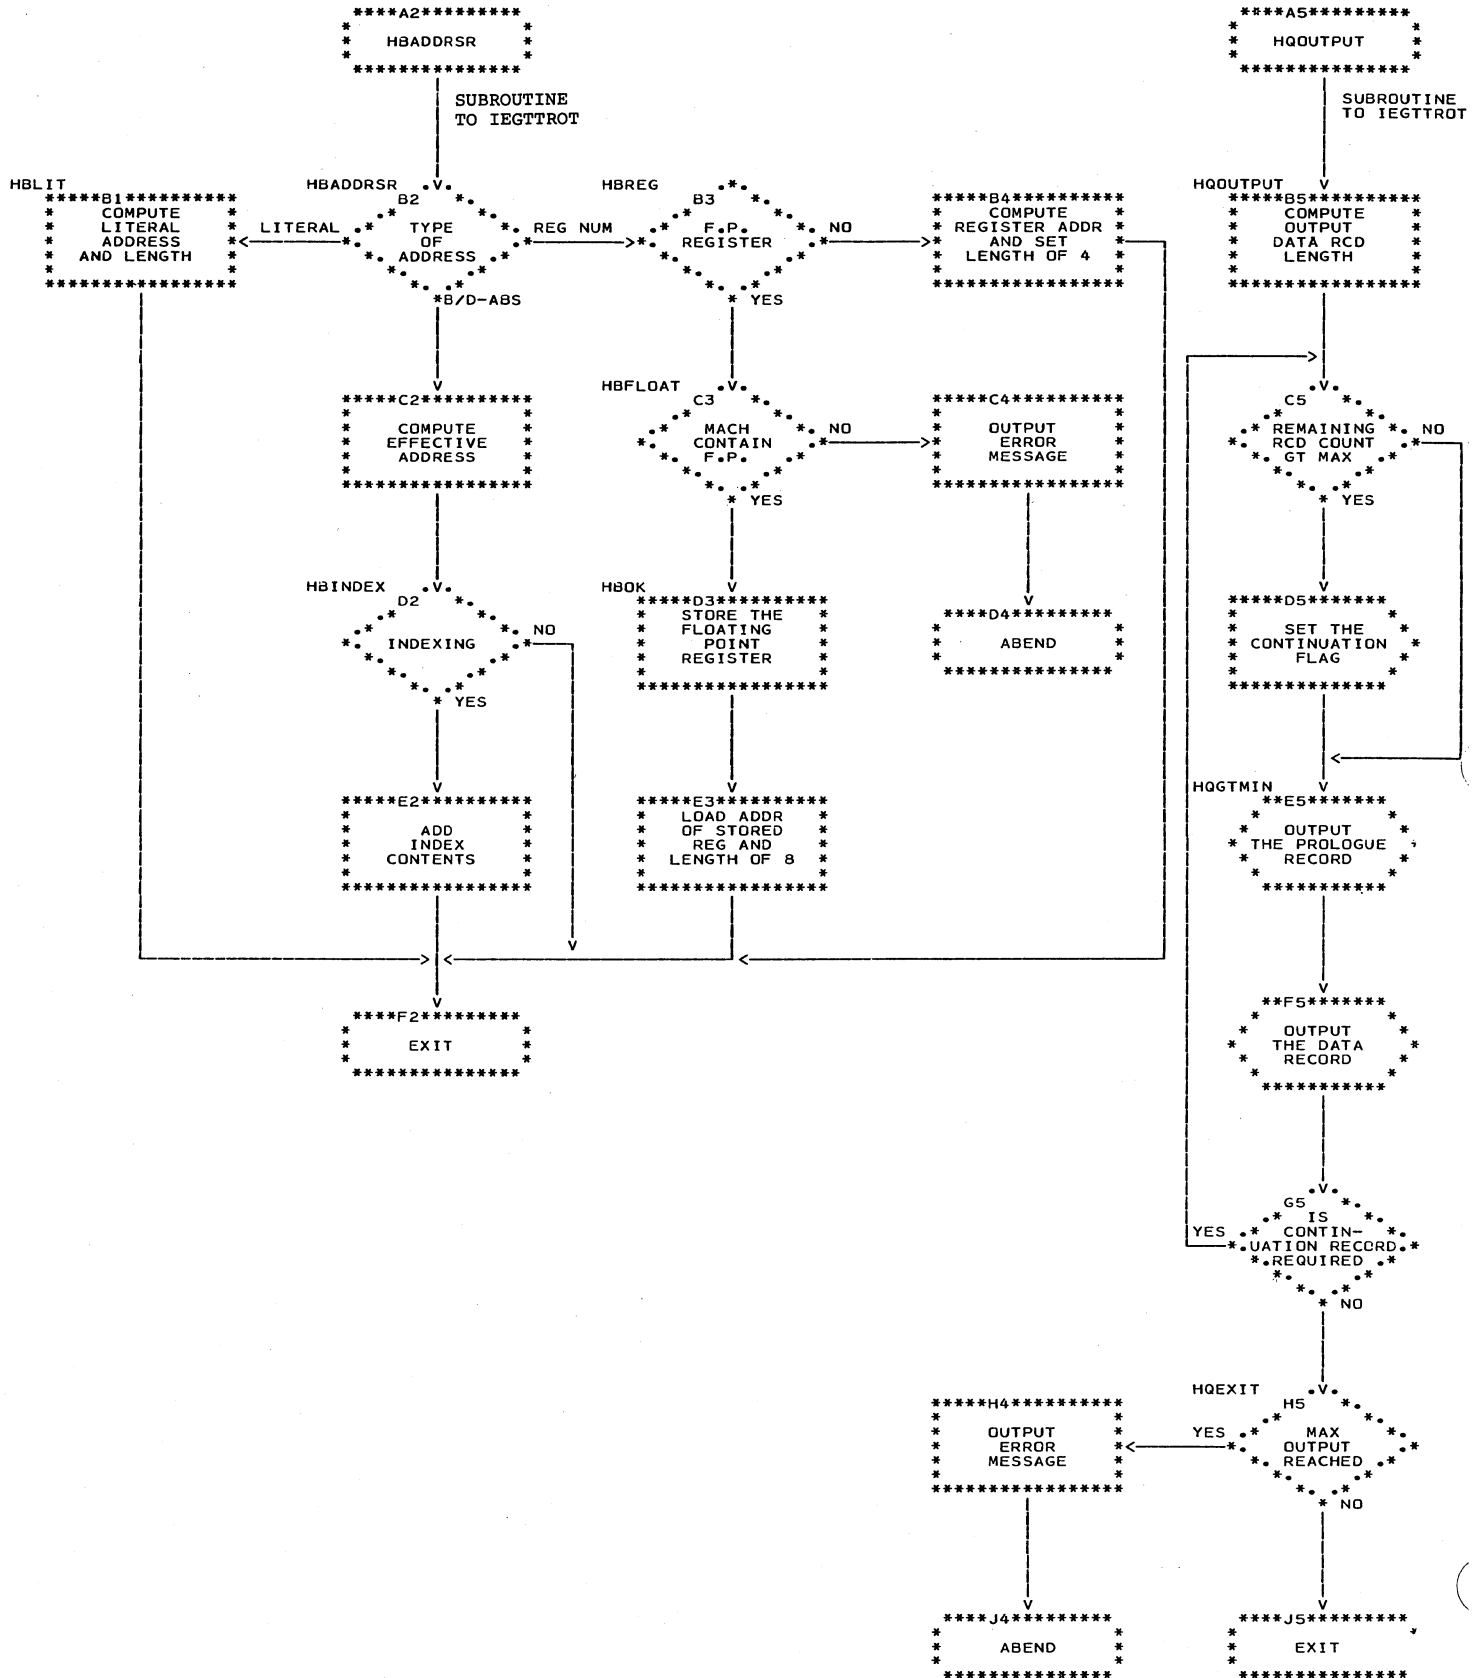 A2
HBADDRSR
SUBROUTINE
TO IEGTTROT
HBLIT
B1
COMPUTE
LITERAL
ADDRESS
AND LENGTH
LITERAL
HBADDRSR
B2
TYPE
OF
ADDRESS
B/D-ABS
REG NUM
HBREG
B3
F.P.
REGISTER
NO
YES
B4
COMPUTE
REGISTER ADDR
AND SET
LENGTH OF 4
C2
COMPUTE
EFFECTIVE
ADDRESS
HBFLOAT
C3
MACH
CONTAIN
F.P.
NO
YES
C4
OUTPUT
ERROR
MESSAGE
HBINDEX
D2
INDEXING
NO
YES
HBOK
D3
STORE THE
FLOATING
POINT
REGISTER
D4
ABEND
E2
ADD
INDEX
CONTENTS
E3
LOAD ADDR
OF STORED
REG AND
LENGTH OF 8
F2
EXIT
A5
HQOUTPUT
SUBROUTINE
TO IEGTTROT
HQOUTPUT
B5
COMPUTE
OUTPUT
DATA RCD
LENGTH
C5
REMAINING
RCD COUNT
GT MAX
NO
YES
D5
SET THE
CONTINUATION
FLAG
HQGTMIN
E5
OUTPUT
THE PROLOGUE
RECORD
F5
OUTPUT
THE DATA
RECORD
G5
IS
CONTIN-
UATION RECORD
REQUIRED
YES
NO
HQEXIT
H5
MAX
OUTPUT
REACHED
YES
NO
H4
OUTPUT
ERROR
MESSAGE
J4
ABEND
J5
EXIT